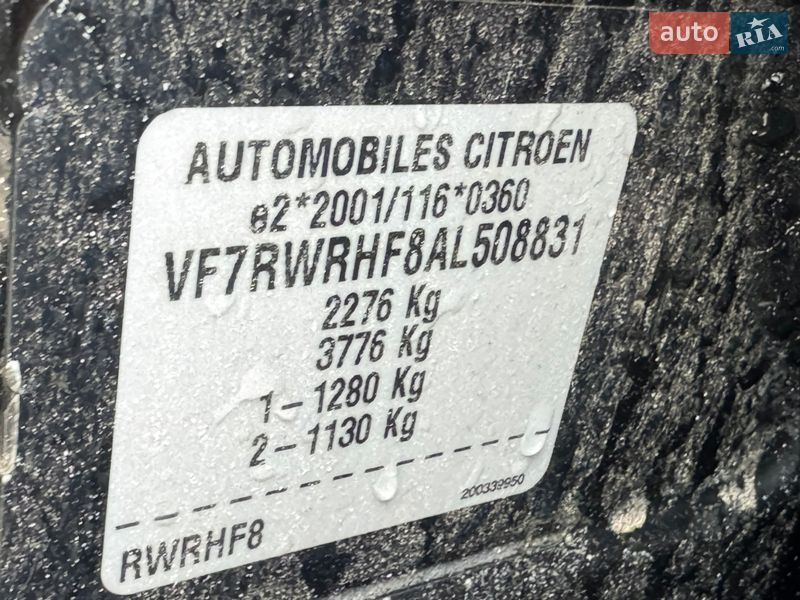 auto RIA .com
AUTOMOBILES CITROEN
e2*2001/116*0360
VF7RWRHF8AL508831
2276 Kg
3776 Kg
1-1280 Kg
2-1130 Kg
200339950
RWRHF8